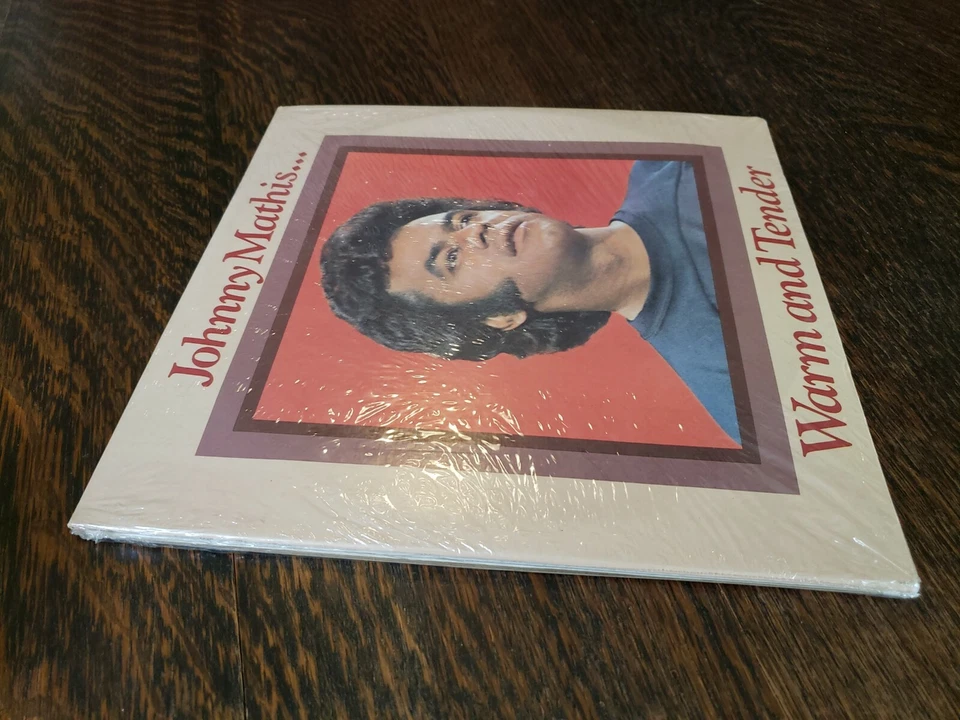 Johnny Mathis...
Warm and Tender